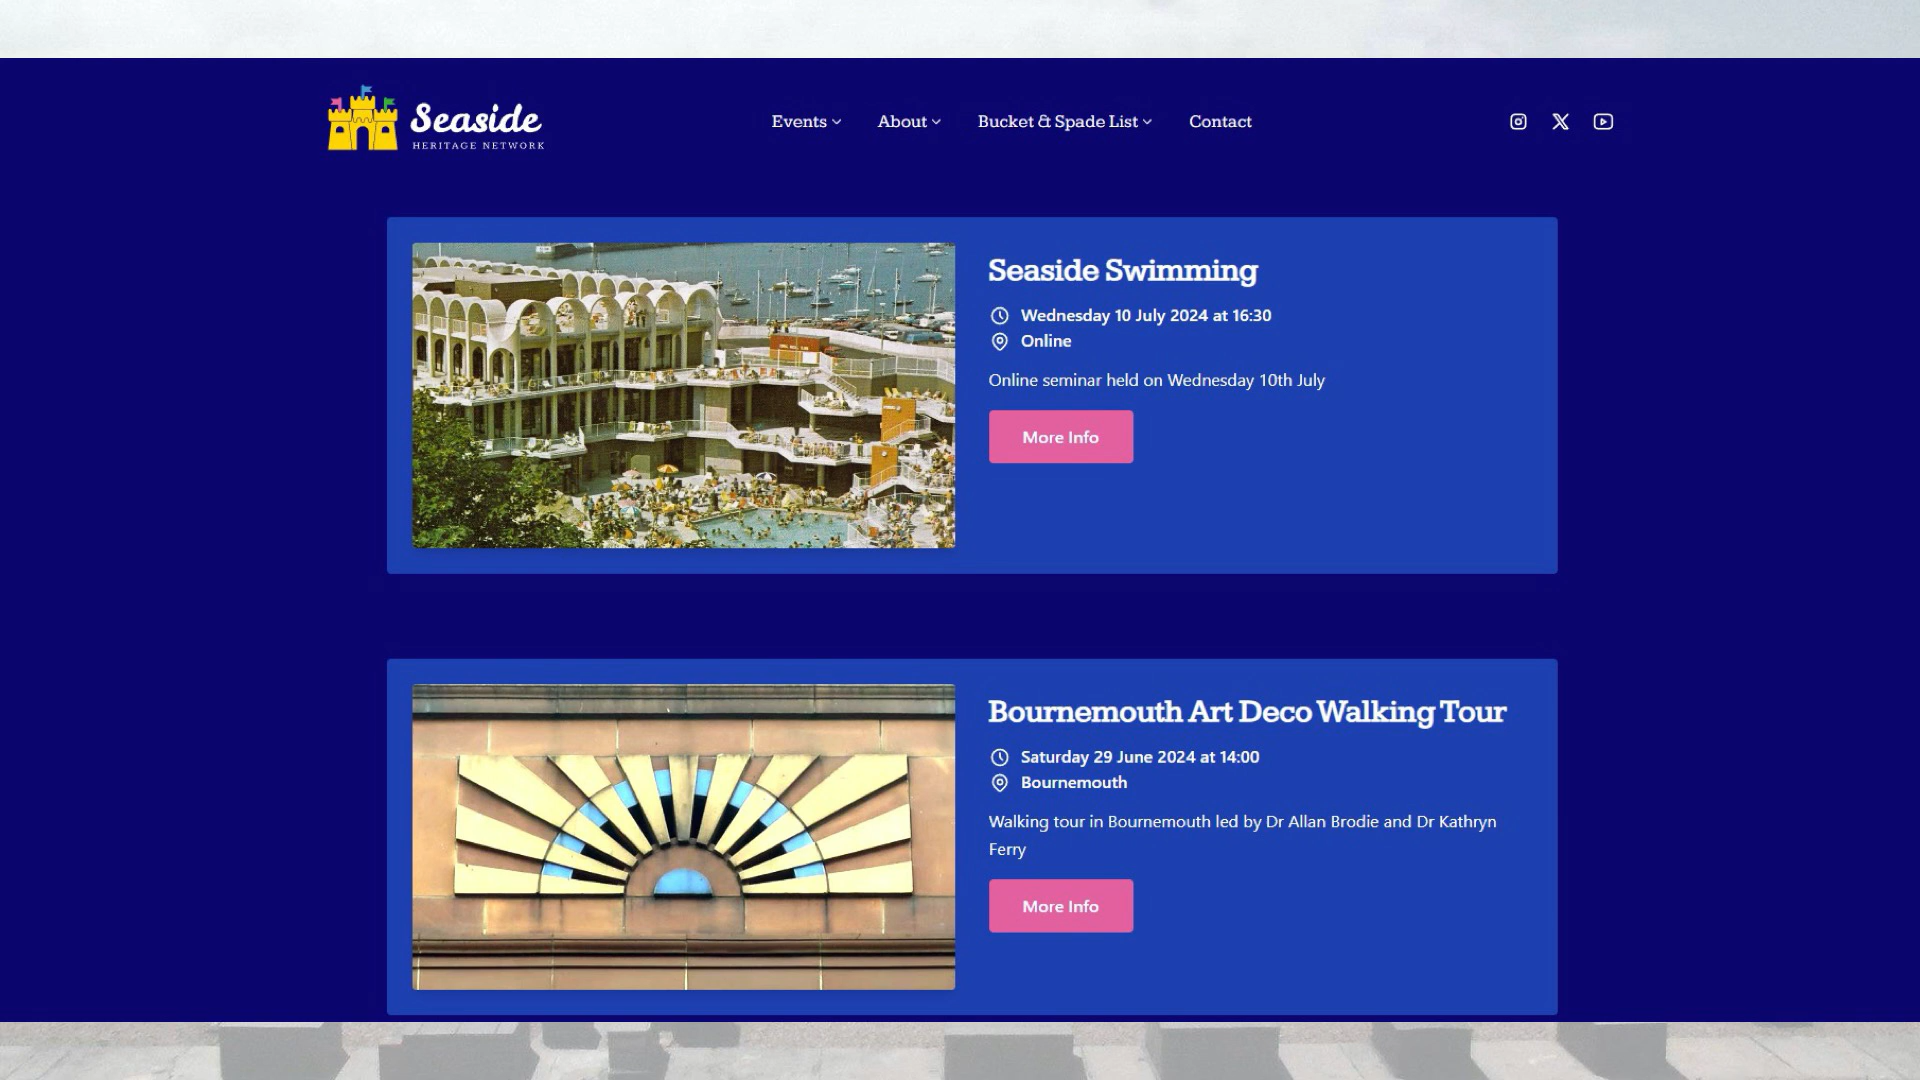 Seaside
HERITAGE NETWORK
Events
About
Bucket & Spade List
Contact
Seaside Swimming
Wednesday 10 July 2024 at 16:30
Online
Online seminar held on Wednesday 10th July
More Info
Bournemouth Art Deco Walking Tour
Saturday 29 June 2024 at 14:00
Bournemouth
Walking tour in Bournemouth led by Dr Allan Brodie and Dr Kathryn
Ferry
More Info